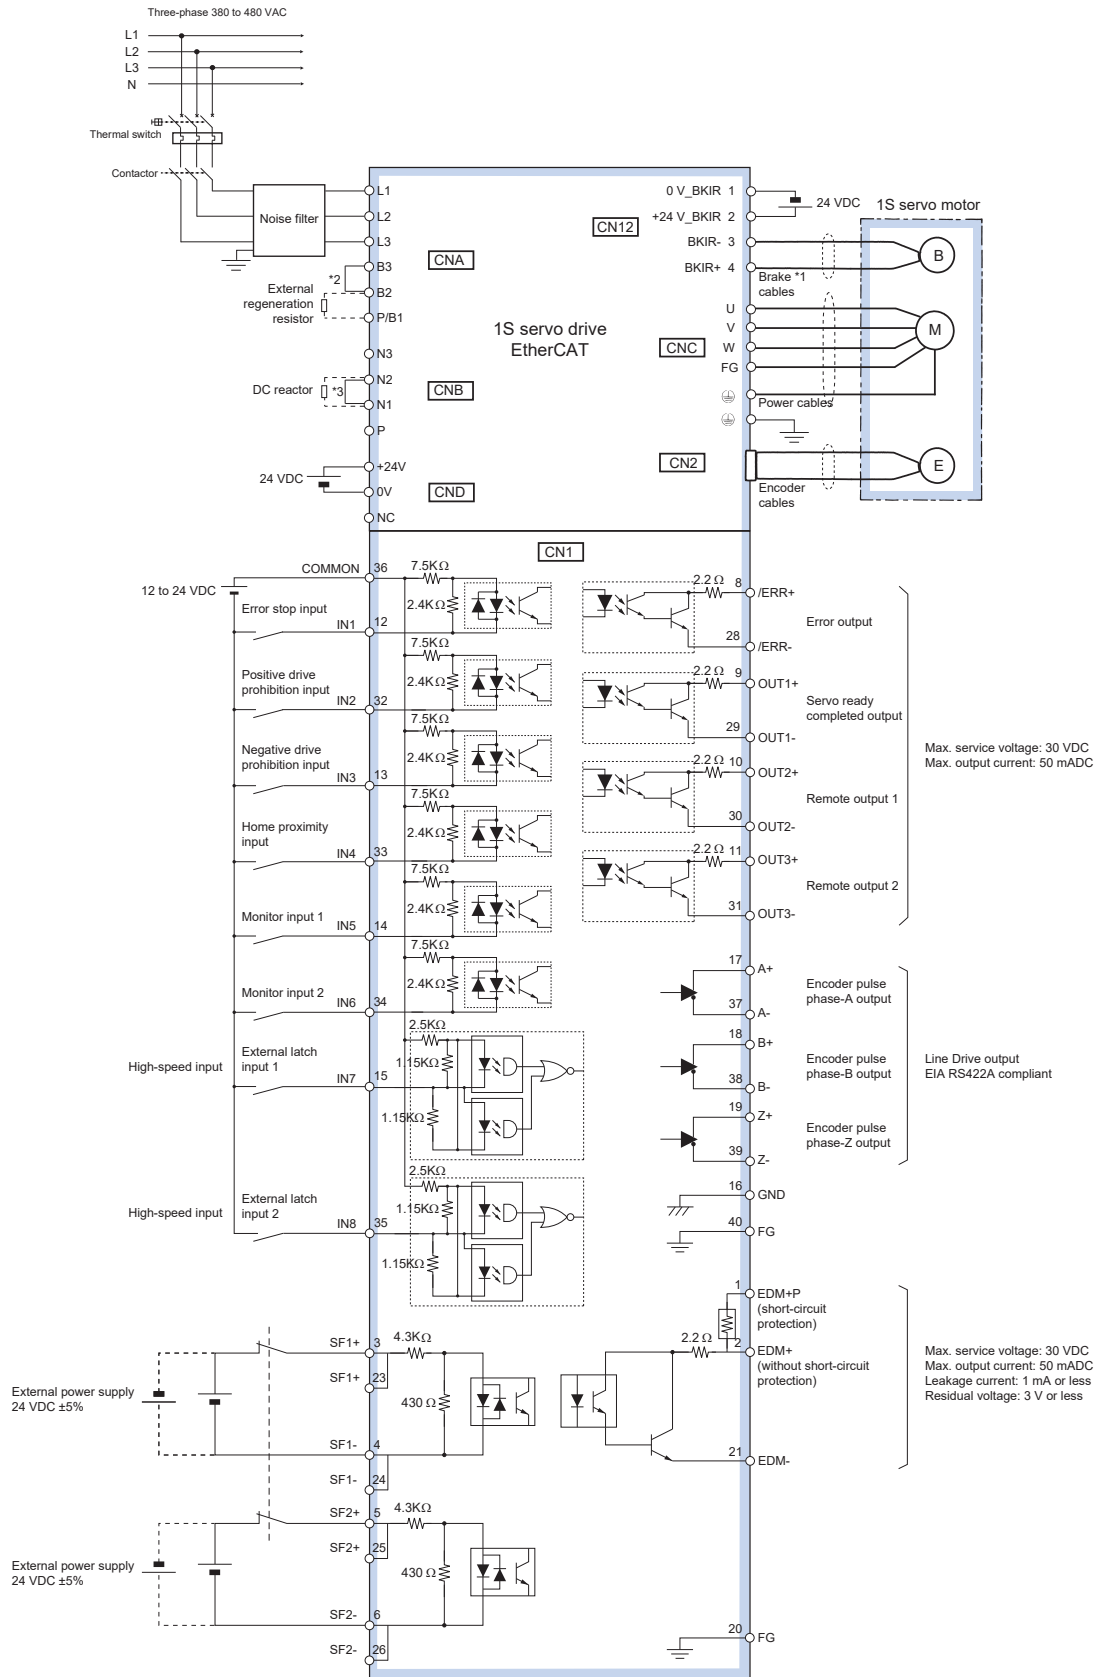 Three-phase 380 to 480 VAC
L1
L2
L3
N
Thermal switch
Contactor
Noise filter
L1
L2
L3
CNA
B3
*2
B2
External
regeneration
resistor
P/B1
N3
N2
DC reactor
*3
N1
CNB
P
+24V
24 VDC
0V
CND
NC
1S servo drive
EtherCAT
0 V_BKIR 1
+24 V_BKIR 2
CN12
24 VDC
1S servo motor
BKIR- 3
BKIR+ 4
B
Brake *1
cables
U
V
W
FG
CNC
M
Power cables
CN2
E
Encoder
cables
CN1
COMMON
36
12 to 24 VDC
7.5KΩ
2.4KΩ
Error stop input
IN1
12
7.5KΩ
2.4KΩ
Positive drive
prohibition input
IN2
32
7.5KΩ
2.4KΩ
Negative drive
prohibition input
IN3
13
7.5KΩ
2.4KΩ
Home proximity
input
IN4
33
7.5KΩ
2.4KΩ
Monitor input 1
IN5
14
7.5KΩ
2.4KΩ
Monitor input 2
IN6
34
2.5KΩ
1.15KΩ
High-speed input
External latch
input 1
IN7
15
1.15KΩ
2.5KΩ
1.15KΩ
High-speed input
External latch
input 2
IN8
35
1.15KΩ
2.2 Ω
8
/ERR+
Error output
28
/ERR-
2.2 Ω
9
OUT1+
Servo ready
completed output
29
OUT1-
2.2 Ω
10
OUT2+
Remote output 1
30
OUT2-
2.2 Ω
11
OUT3+
Remote output 2
31
OUT3-
Max. service voltage: 30 VDC
Max. output current: 50 mADC
17
A+
Encoder pulse
phase-A output
37
A-
18
B+
Encoder pulse
phase-B output
38
B-
19
Z+
Encoder pulse
phase-Z output
39
Z-
Line Drive output
EIA RS422A compliant
16
GND
40
FG
1
EDM+P
(short-circuit
protection)
2.2 Ω
2
EDM+
(without short-circuit
protection)
21
EDM-
Max. service voltage: 30 VDC
Max. output current: 50 mADC
Leakage current: 1 mA or less
Residual voltage: 3 V or less
SF1+
3
4.3KΩ
SF1+
23
430 Ω
External power supply
24 VDC ±5%
SF1-
4
SF1-
24
SF2+
5
4.3KΩ
SF2+
25
430 Ω
External power supply
24 VDC ±5%
SF2-
6
SF2-
26
20
FG